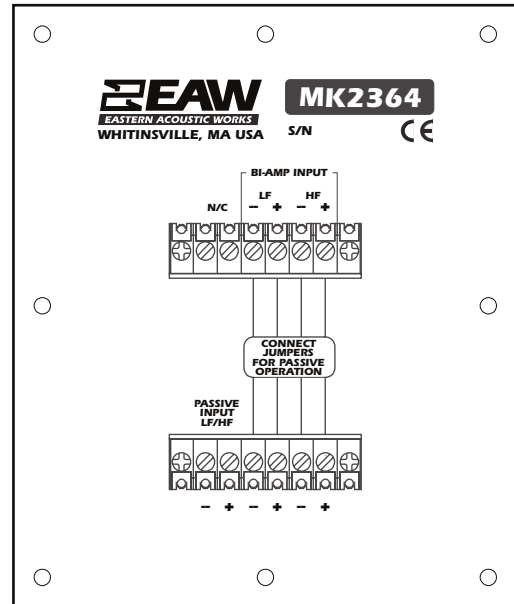 EAW
EASTERN ACOUSTIC WORKS
WHITINSVILLE, MA USA
MK2364
S/N
CE
BI-AMP INPUT
N/C
LF HF
-- + -- +
CONNECT
JUMPERS
FOR PASSIVE
OPERATION
PASSIVE
INPUT
LF/HF
-- + -- + -- +